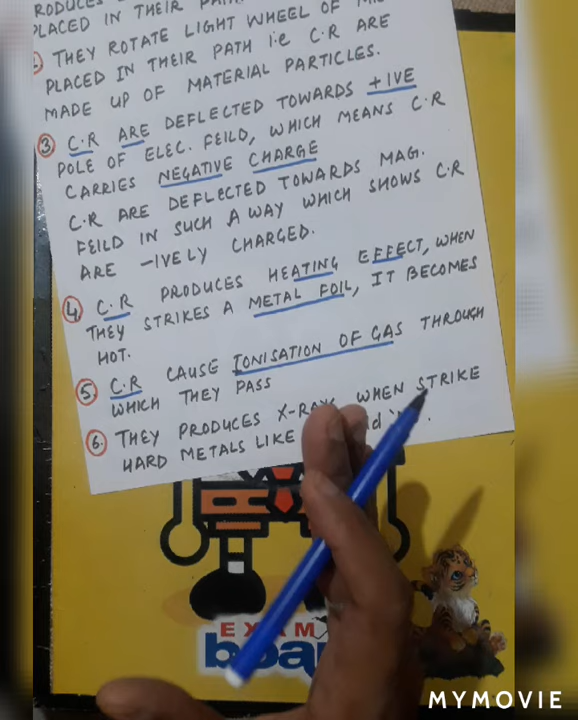 PLACED IN THEIR
THEY ROTATE LIGHT WHEEL OF
PLACED IN THEIR PATH i.e C.R ARE
MADE UP OF MATERIAL PARTICLES.
3 C.R ARE DEFLECTED TOWARDS +IVE
POLE OF ELEC. FEILD, WHICH MEANS C.R
CARRIES NEGATIVE CHARGE
C.R ARE DEFLECTED TOWARDS MAG.
FEILD IN SUCH A WAY WHICH SHOWS C.R
ARE -IVELY CHARGED.
4 C.R PRODUCES HEATING EFFECT, WHEN
THEY STRIKES A METAL FOIL, IT BECOMES
HOT.
5. C.R CAUSE IONISATION OF GAS THROUGH
WHICH THEY PASS
6. THEY PRODUCES X-RAY WHEN STRIKE
HARD METALS LIKE
EXAM
boa
MYMOVIE